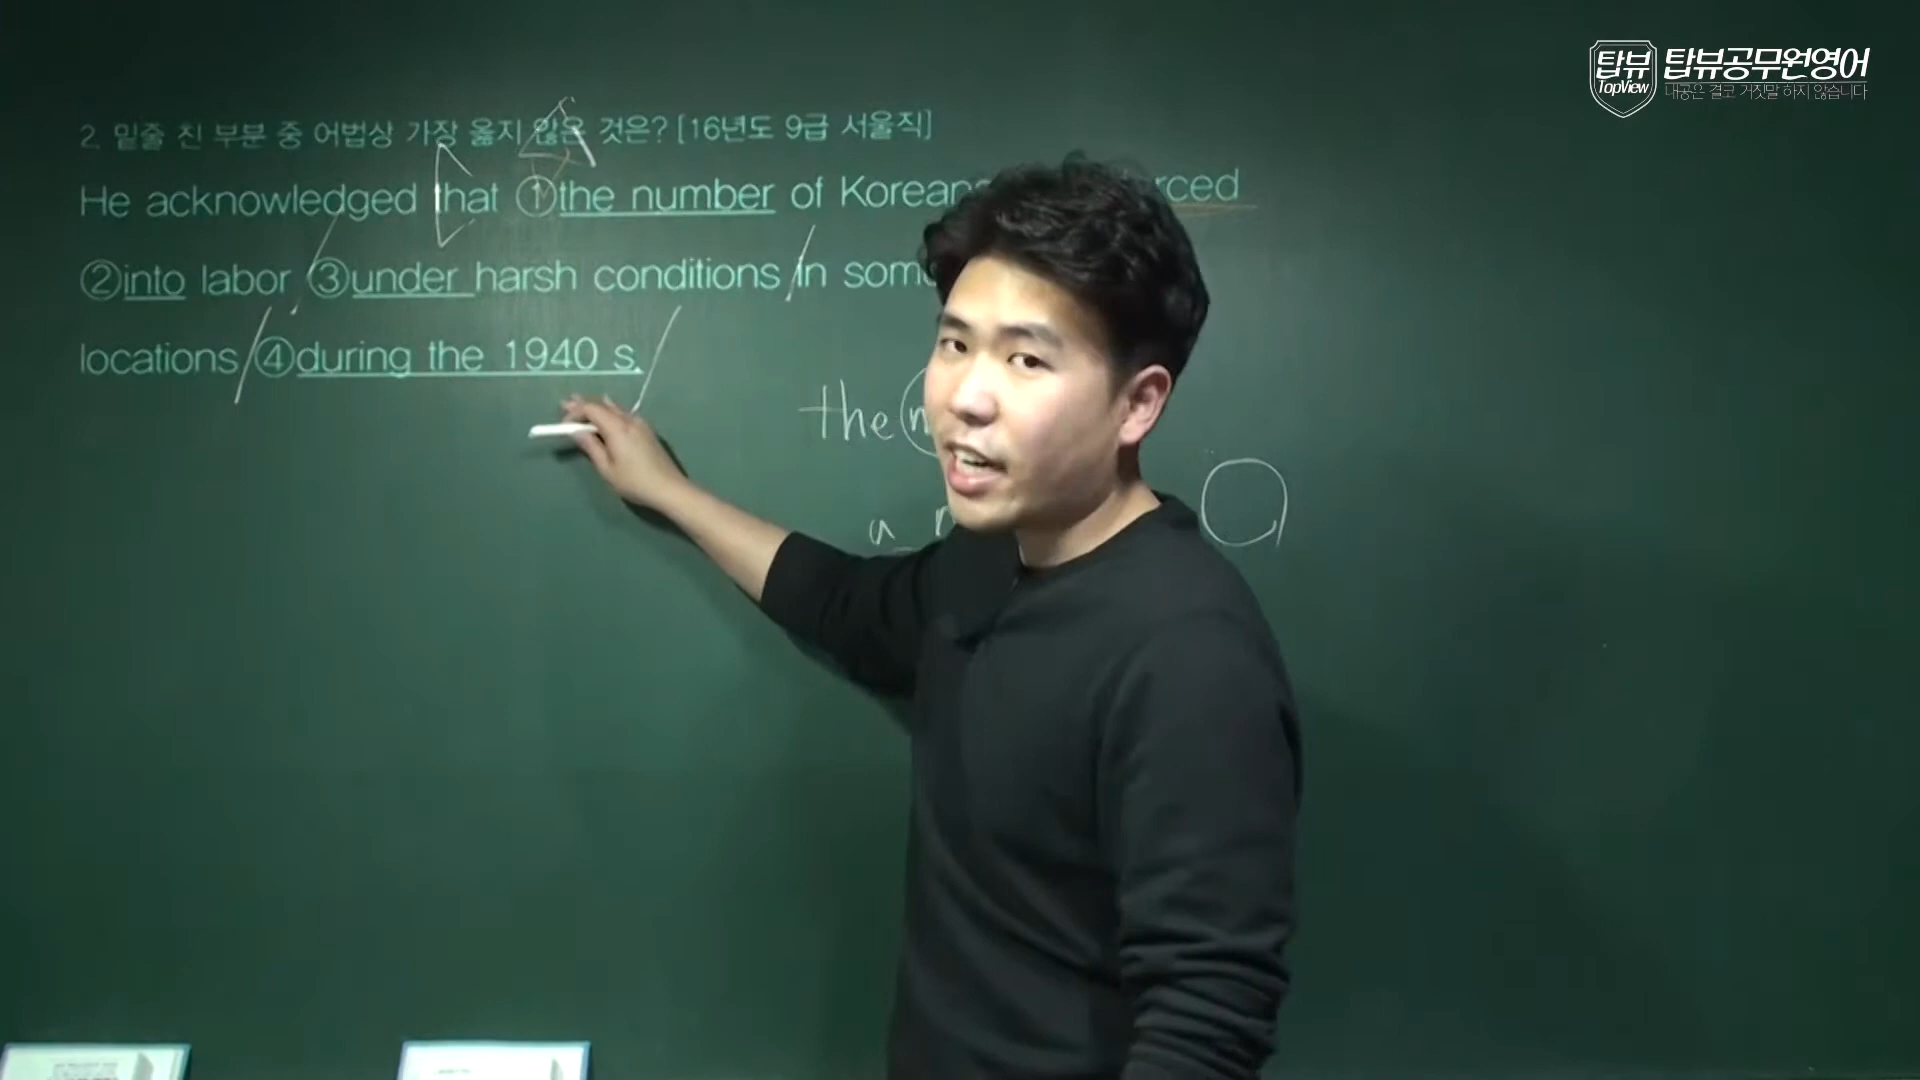 2. 밑줄 친 부분 중 어법상 가장 옳지 않은 것은? [16년도 9급 서울직]
He acknowledged that ①the number of Korean rced
②into labor ③under harsh conditions in som
locations ④during the 1940 s.
the
a
탑뷰
TopView
탑뷰공무원영어
내공은 결코 거짓말 하지 않습니다